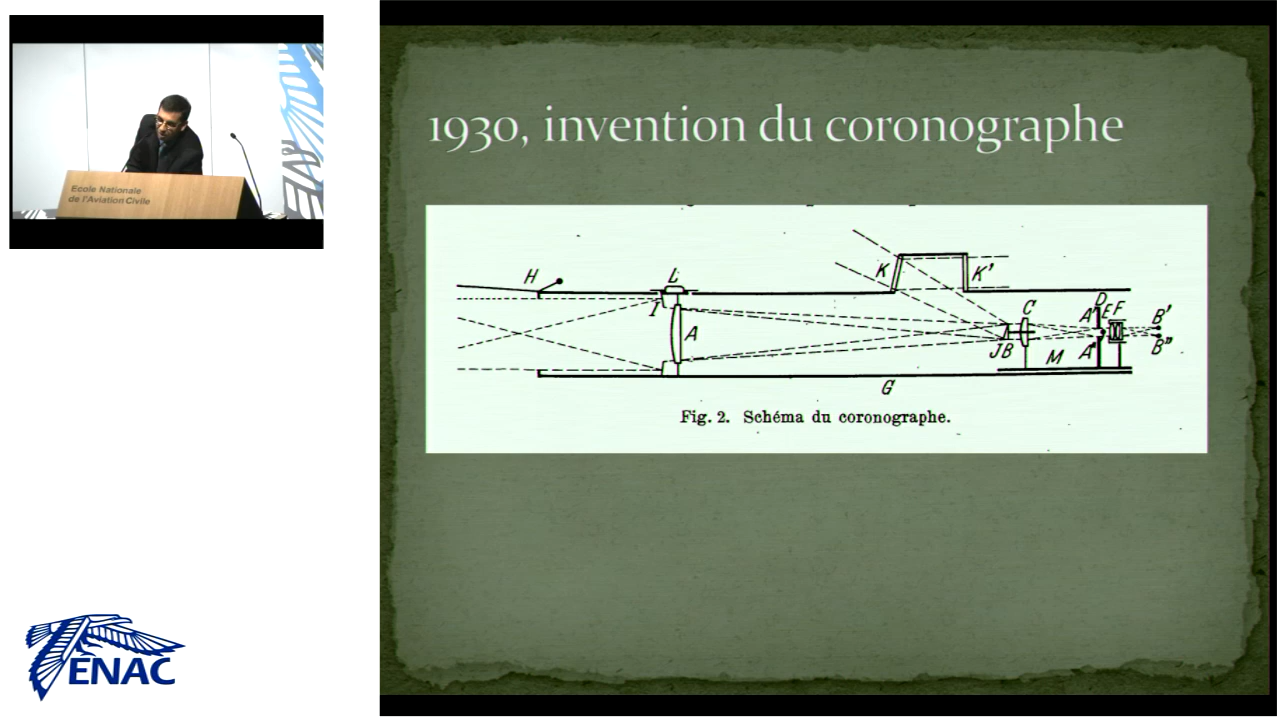 Ecole Nationale
de l'Aviation Civile
1930, invention du coronographe
H
L
K
K'
I
A
C
D
A'
E
F
B'
J
B
M
A"
B"
G
Fig. 2. Schéma du coronographe.
ENAC